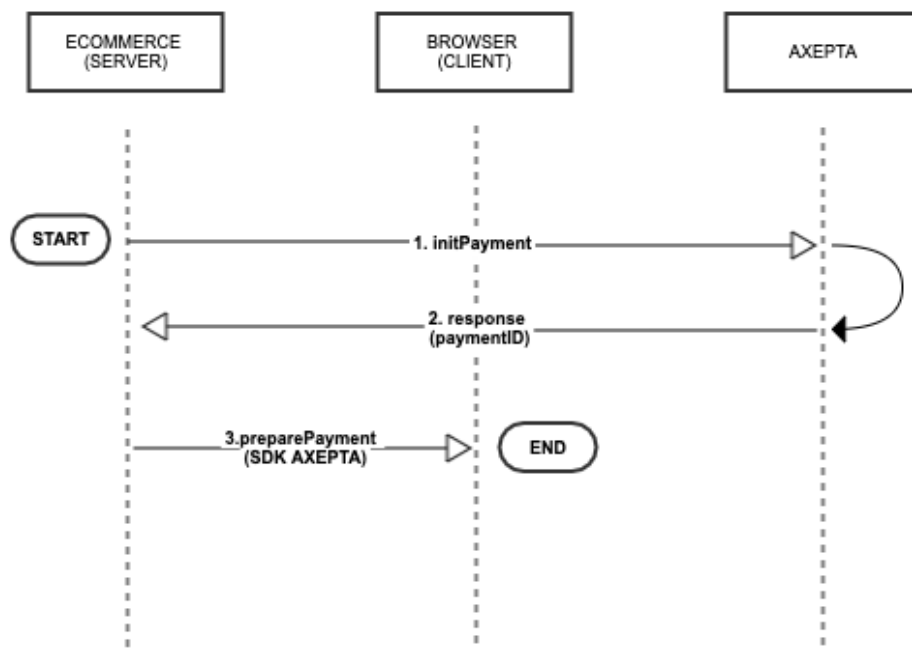 ECOMMERCE
(SERVER)
BROWSER
(CLIENT)
AXEPTA
START
1. initPayment
2. response
(paymentID)
3.preparePayment
(SDK AXEPTA)
END